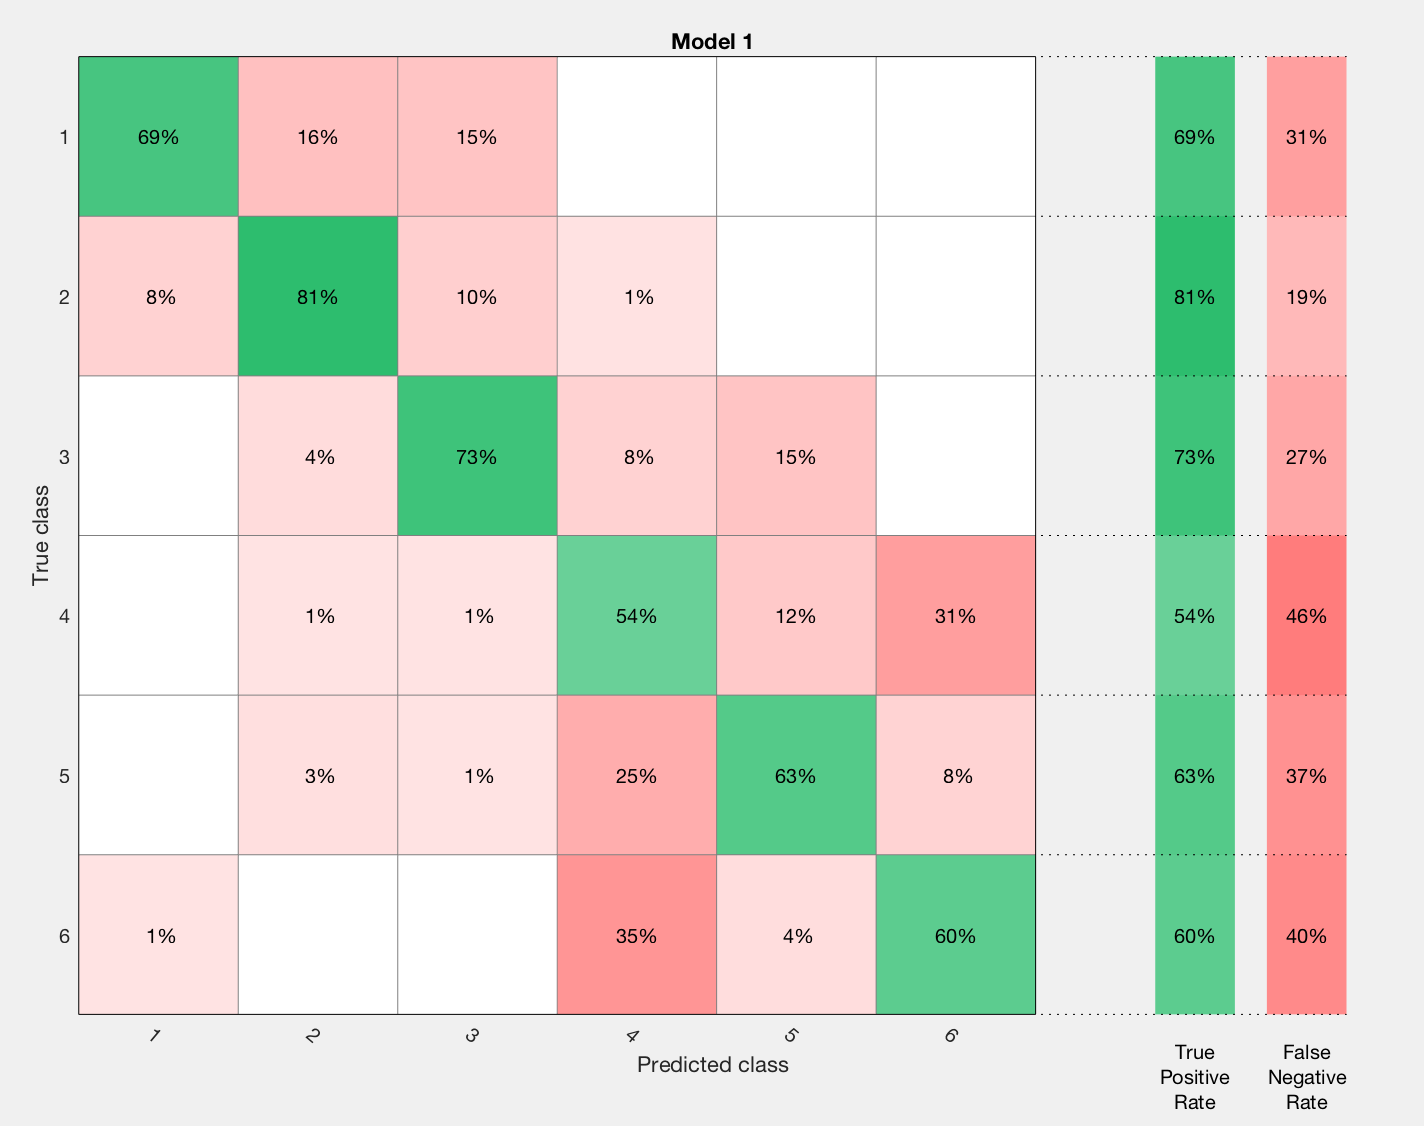 Model 1
1 69% 16% 15% 69% 31%
2 8% 81% 10% 1% 81% 19%
3 4% 73% 8% 15% 73% 27%
True class
4 1% 1% 54% 12% 31% 54% 46%
5 3% 1% 25% 63% 8% 63% 37%
6 1% 35% 4% 60% 60% 40%
1 2 3 4 5 6
Predicted class
True
Positive
Rate
False
Negative
Rate